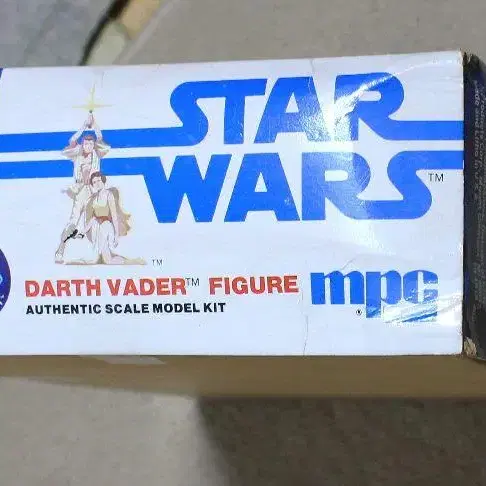 STAR
WARS™
™
DARTH VADER™ FIGURE
AUTHENTIC SCALE MODEL KIT
mpc
®